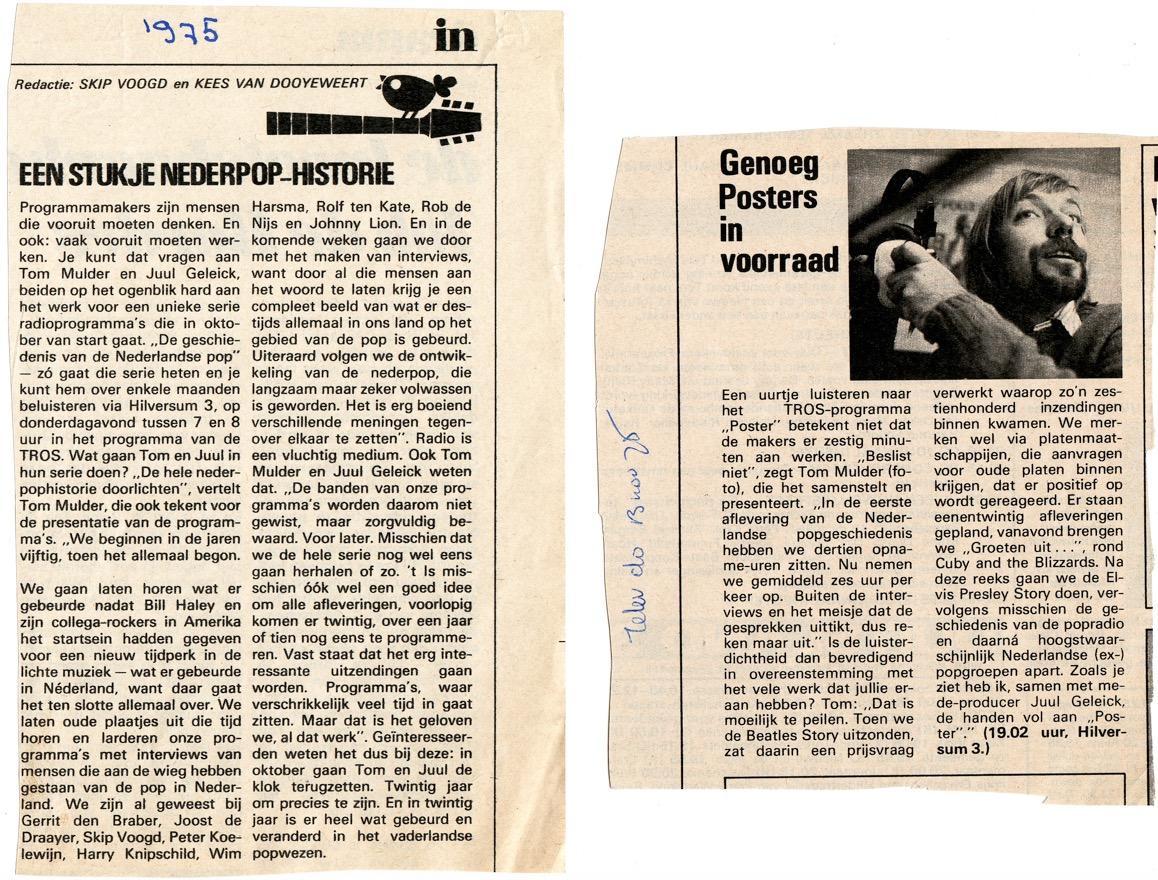 '975
in
Redactie: SKIP VOOGD en KEES VAN DOOYEWEERT
EEN STUKJE NEDERPOP-HISTORIE
Programmamakers zijn mensen
die vooruit moeten denken. En
ook: vaak vooruit moeten wer-
ken. Je kunt dat vragen aan
Tom Mulder en Juul Geleick,
beiden op het ogenblik hard aan
het werk voor een unieke serie
radioprogramma's die in okto-
ber van start gaat. „De geschie-
denis van de Nederlandse pop"
— zó gaat die serie heten en je
kunt hem over enkele maanden
beluisteren via Hilversum 3, op
donderdagavond tussen 7 en 8
uur in het programma van de
TROS. Wat gaan Tom en Juul in
hun serie doen? „De hele neder-
pophistorie doorlichten", vertelt
Tom Mulder, die ook tekent voor
de presentatie van de program-
ma's. „We beginnen in de jaren
vijftig, toen het allemaal begon.
We gaan laten horen wat er
gebeurde nadat Bill Haley en
zijn collega-rockers in Amerika
het startsein hadden gegeven
voor een nieuw tijdperk in de
lichte muziek — wat er gebeurde
in Néderland, want daar gaat
het ten slotte allemaal over. We
laten oude plaatjes uit die tijd
horen en larderen onze pro-
gramma's met interviews van
mensen die aan de wieg hebben
gestaan van de pop in Neder-
land. We zijn al geweest bij
Gerrit den Braber, Joost de
Draayer, Skip Voogd, Peter Koe-
lewijn, Harry Knipschild, Wim
Harsma, Rolf ten Kate, Rob de
Nijs en Johnny Lion. En in de
komende weken gaan we door
met het maken van interviews,
want door al die mensen aan
het woord te laten krijg je een
compleet beeld van wat er des-
tijds allemaal in ons land op het
gebied van de pop is gebeurd.
Uiteraard volgen we de ontwik-
keling van de nederpop, die
langzaam maar zeker volwassen
is geworden. Het is erg boeiend
verschillende meningen tegen-
over elkaar te zetten". Radio is
een vluchtig medium. Ook Tom
Mulder en Juul Geleick weten
dat. „De banden van onze pro-
gramma's worden daarom niet
gewist, maar zorgvuldig be-
waard. Voor later. Misschien dat
we de hele serie nog wel eens
gaan herhalen of zo. 't Is mis-
schien óók wel een goed idee
om alle afleveringen, voorlopig
komen er twintig, over een jaar
of tien nog eens te programme-
ren. Vast staat dat het erg inte-
ressante uitzendingen gaan
worden. Programma's, waar
verschrikkelijk veel tijd in gaat
zitten. Maar dat is het geloven
we, al dat werk". Geïnteresseer-
den weten het dus bij deze: in
oktober gaan Tom en Juul de
klok terugzetten. Twintig jaar
om precies te zijn. En in twintig
jaar is er heel wat gebeurd en
veranderd in het vaderlandse
popwezen.
Genoeg
Posters
in
voorraad
Een uurtje luisteren naar
het TROS-programma
„Poster" betekent niet dat
de makers er zestig minu-
ten aan werken. „Beslist
niet", zegt Tom Mulder (fo-
to), die het samenstelt en
presenteert. „In de eerste
aflevering van de Neder-
landse popgeschiedenis
hebben we dertien opna-
me-uren zitten. Nu nemen
we gemiddeld zes uur per
keer op. Buiten de inter-
views en het meisje dat de
gesprekken uittikt, dus re-
ken maar uit." Is de luister-
dichtheid dan bevredigend
in overeenstemming met
het vele werk dat jullie er-
aan hebben? Tom: „Dat is
moeilijk te peilen. Toen we
de Beatles Story uitzonden,
zat daarin een prijsvraag
verwerkt waarop zo'n zes-
tienhonderd inzendingen
binnen kwamen. We mer-
ken wel via platenmaat-
schappijen, die aanvragen
voor oude platen binnen
krijgen, dat er positief op
wordt gereageerd. Er staan
eenentwintig afleveringen
gepland, vanavond brengen
we „Groeten uit . . .", rond
Cuby and the Blizzards. Na
deze reeks gaan we de El-
vis Presley Story doen, ver-
volgens misschien de ge-
schiedenis van de popradio
en daarná hoogstwaar-
schijnlijk Nederlandse (ex-)
popgroepen apart. Zoals je
ziet heb ik, samen met me-
de-producer Juul Geleick,
de handen vol aan „Pos-
ter"." (19.02 uur, Hilver-
sum 3.)